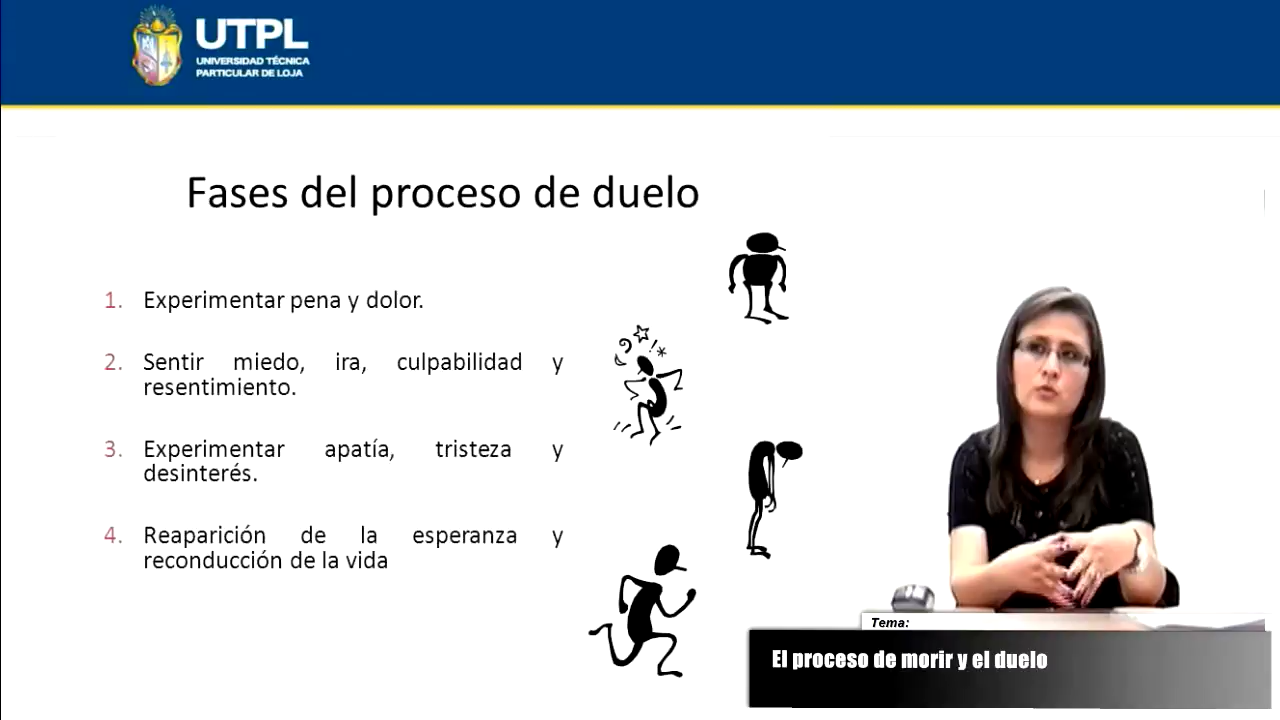 UTPL
UNIVERSIDAD TÉCNICA
PARTICULAR DE LOJA
Fases del proceso de duelo
1. Experimentar pena y dolor.
2. Sentir miedo, ira, culpabilidad y
resentimiento.
3. Experimentar apatía, tristeza y
desinterés.
4. Reaparición de la esperanza y
reconducción de la vida
Tema:
El proceso de morir y el duelo